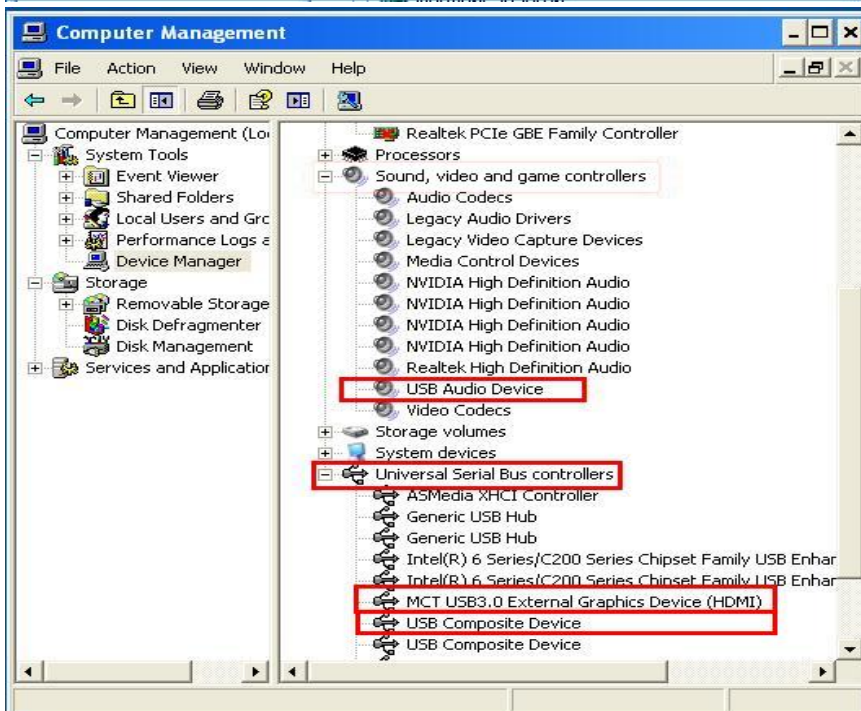 Computer Management
File Action View Window Help
Computer Management (Lo
System Tools
Event Viewer
Shared Folders
Local Users and Grc
Performance Logs a
Device Manager
Storage
Removable Storage
Disk Defragmenter
Disk Management
Services and Application
Realtek PCIe GBE Family Controller
Processors
Sound, video and game controllers
Audio Codecs
Legacy Audio Drivers
Legacy Video Capture Devices
Media Control Devices
NVIDIA High Definition Audio
NVIDIA High Definition Audio
NVIDIA High Definition Audio
NVIDIA High Definition Audio
Realtek High Definition Audio
USB Audio Device
Video Codecs
Storage volumes
System devices
Universal Serial Bus controllers
ASMedia XHCI Controller
Generic USB Hub
Generic USB Hub
Intel(R) 6 Series/C200 Series Chipset Family USB Enhar
Intel(R) 6 Series/C200 Series Chipset Family USB Enhar
MCT USB3.0 External Graphics Device (HDMI)
USB Composite Device
USB Composite Device